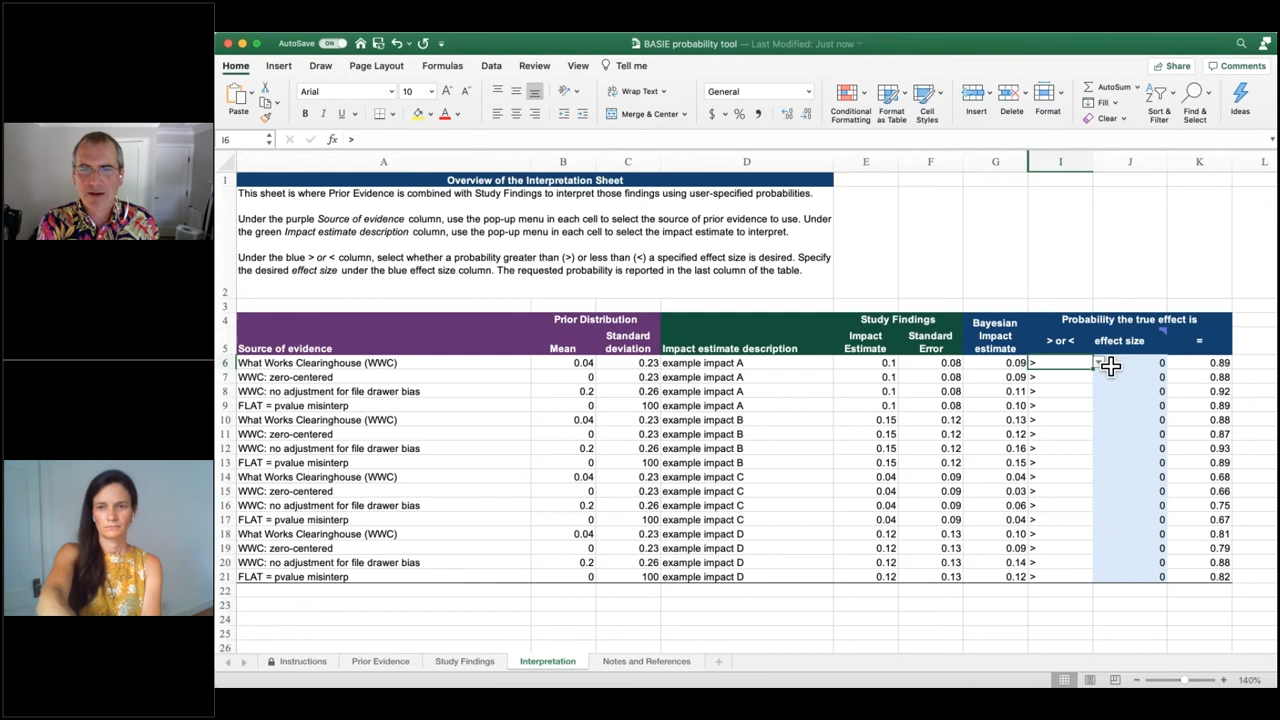 AutoSave ON BASIE probability tool — Last Modified: Just now
Home Insert Draw Page Layout Formulas Data Review View Tell me Share Comments
Paste Arial 10 Wrap Text General AutoSum
B I U Merge & Center $ % Conditional Formatting Format as Table Cell Styles Insert Delete Format Fill Clear Sort & Filter Find & Select Ideas
I6 fx >
A B C D E F G I J K L
1 Overview of the Interpretation Sheet
This sheet is where Prior Evidence is combined with Study Findings to interpret those findings using user-specified probabilities.
Under the purple Source of evidence column, use the pop-up menu in each cell to select the source of prior evidence to use. Under
the green Impact estimate description column, use the pop-up menu in each cell to select the impact estimate to interpret.
Under the blue > or < column, select whether a probability greater than (>) or less than (<) a specified effect size is desired. Specify
the desired effect size under the blue effect size column. The requested probability is reported in the last column of the table.
2
3
4 Prior Distribution Study Findings Bayesian Impact estimate Probability the true effect is
5 Source of evidence Mean Standard deviation Impact estimate description Impact Estimate Standard Error > or < effect size =
6 What Works Clearinghouse (WWC) 0.04 0.23 example impact A 0.1 0.08 0.09 > 0 0.89
7 WWC: zero-centered 0 0.23 example impact A 0.1 0.08 0.09 > 0 0.88
8 WWC: no adjustment for file drawer bias 0.2 0.26 example impact A 0.1 0.08 0.11 > 0 0.92
9 FLAT = pvalue misinterp 0 100 example impact A 0.1 0.08 0.10 > 0 0.89
10 What Works Clearinghouse (WWC) 0.04 0.23 example impact B 0.15 0.12 0.13 > 0 0.88
11 WWC: zero-centered 0 0.23 example impact B 0.15 0.12 0.12 > 0 0.87
12 WWC: no adjustment for file drawer bias 0.2 0.26 example impact B 0.15 0.12 0.16 > 0 0.93
13 FLAT = pvalue misinterp 0 100 example impact B 0.15 0.12 0.15 > 0 0.89
14 What Works Clearinghouse (WWC) 0.04 0.23 example impact C 0.04 0.09 0.04 > 0 0.68
15 WWC: zero-centered 0 0.23 example impact C 0.04 0.09 0.03 > 0 0.66
16 WWC: no adjustment for file drawer bias 0.2 0.26 example impact C 0.04 0.09 0.06 > 0 0.75
17 FLAT = pvalue misinterp 0 100 example impact C 0.04 0.09 0.04 > 0 0.67
18 What Works Clearinghouse (WWC) 0.04 0.23 example impact D 0.12 0.13 0.10 > 0 0.81
19 WWC: zero-centered 0 0.23 example impact D 0.12 0.13 0.09 > 0 0.79
20 WWC: no adjustment for file drawer bias 0.2 0.26 example impact D 0.12 0.13 0.14 > 0 0.88
21 FLAT = pvalue misinterp 0 100 example impact D 0.12 0.13 0.12 > 0 0.82
22
23
24
25
26
Instructions Prior Evidence Study Findings Interpretation Notes and References
140%